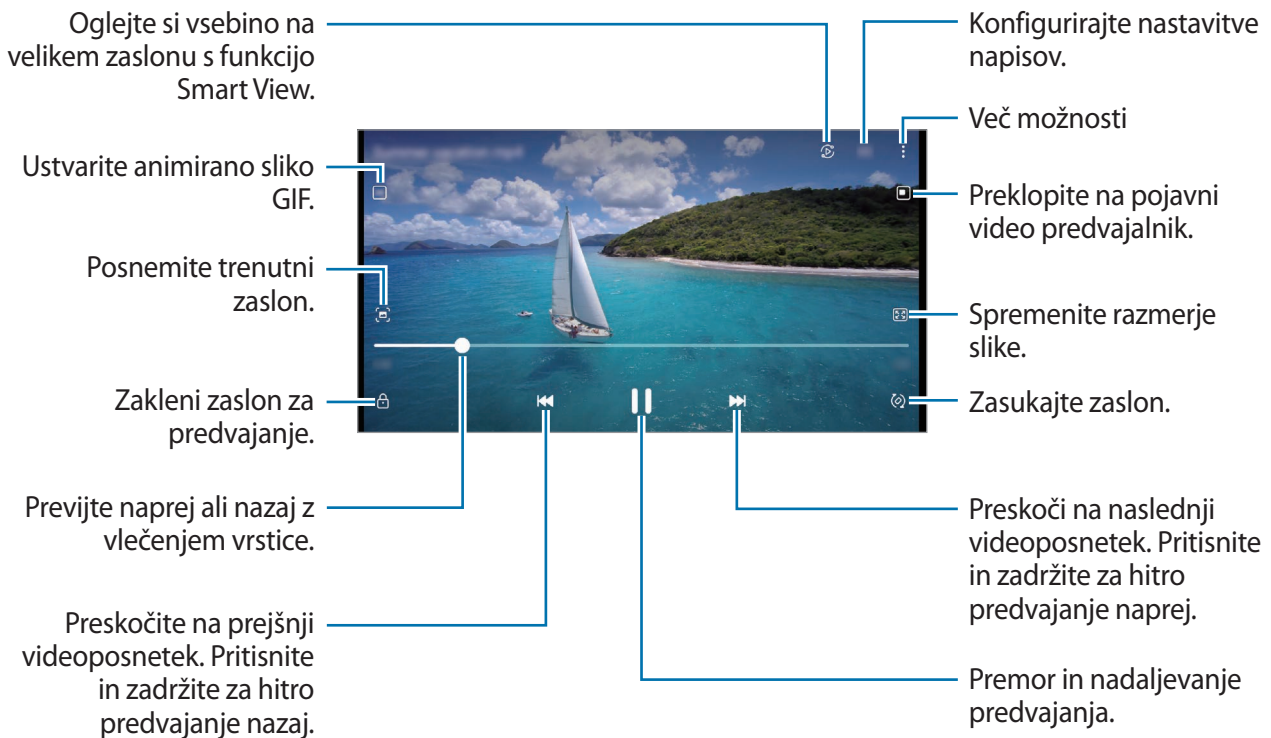 Oglejte si vsebino na
velikem zaslonu s funkcijo
Smart View.
Ustvarite animirano sliko
GIF.
Posnemite trenutni
zaslon.
Zakleni zaslon za
predvajanje.
Previjte naprej ali nazaj z
vlečenjem vrstice.
Preskočite na prejšnji
videoposnetek. Pritisnite
in zadržite za hitro
predvajanje nazaj.
Konfigurirajte nastavitve
napisov.
Več možnosti
Preklopite na pojavni
video predvajalnik.
Spremenite razmerje
slike.
Zasukajte zaslon.
Preskoči na naslednji
videoposnetek. Pritisnite
in zadržite za hitro
predvajanje naprej.
Premor in nadaljevanje
predvajanja.